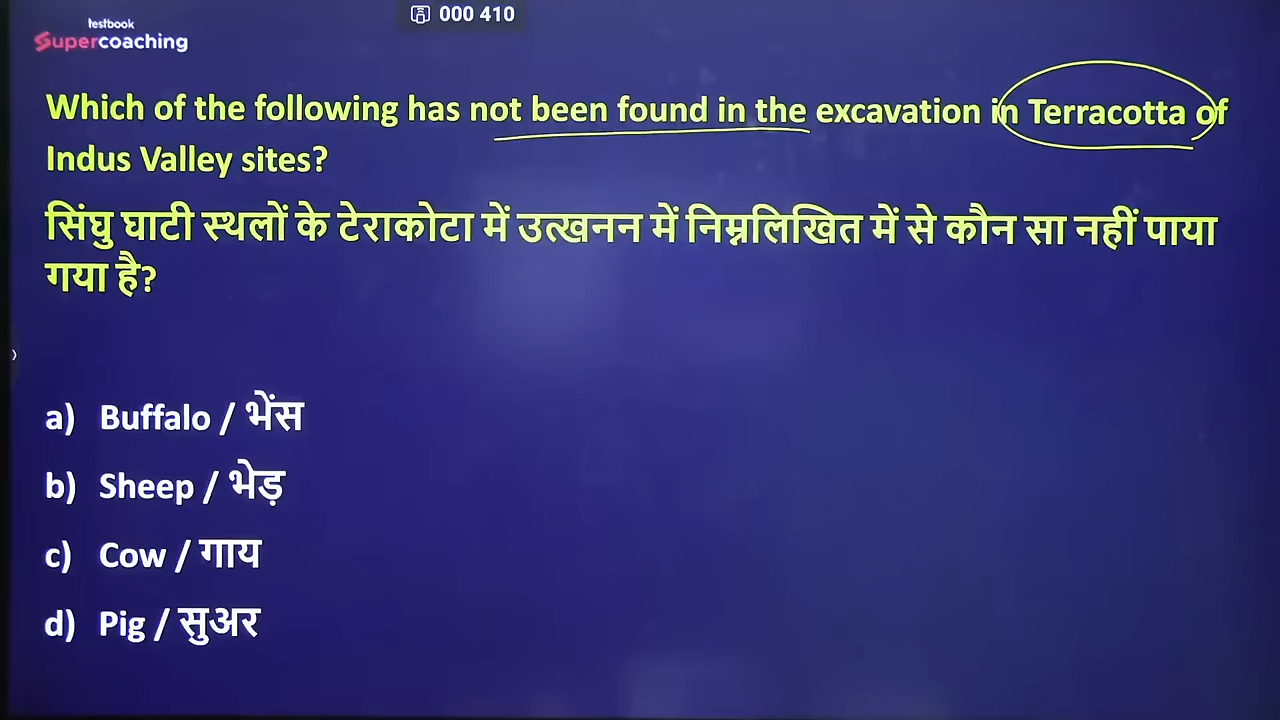 testbook
Supercoaching
000 410
Which of the following has not been found in the excavation in Terracotta of
Indus Valley sites?
सिंघु घाटी स्थलों के टेराकोटा में उत्खनन में निम्नलिखित में से कौन सा नहीं पाया
गया है?
a) Buffalo / भेंस
b) Sheep / भेड़
c) Cow / गाय
d) Pig / सुअर